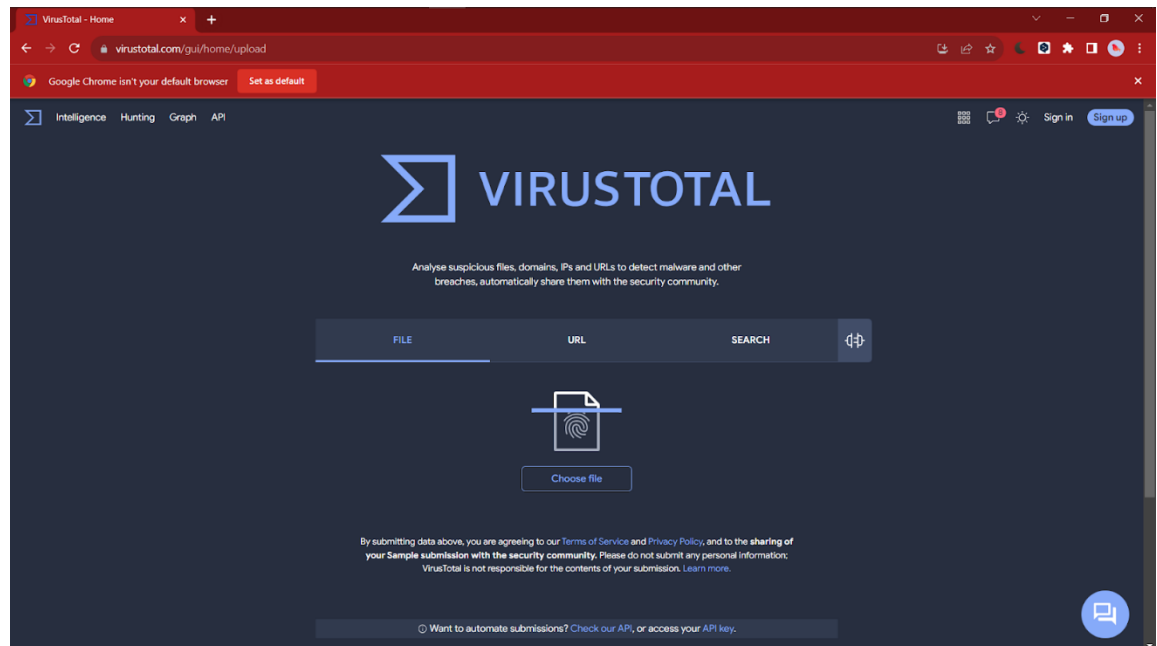 VirusTotal - Home
virustotal.com/gui/home/upload
Google Chrome isn't your default browser Set as default
Intelligence Hunting Graph API Sign in Sign up
VIRUSTOTAL
Analyse suspicious files, domains, IPs and URLs to detect malware and other
breaches, automatically share them with the security community.
FILE URL SEARCH
Choose file
By submitting data above, you are agreeing to our Terms of Service and Privacy Policy, and to the sharing of
your Sample submission with the security community. Please do not submit any personal information;
VirusTotal is not responsible for the contents of your submission. Learn more.
Want to automate submissions? Check our API, or access your API key.